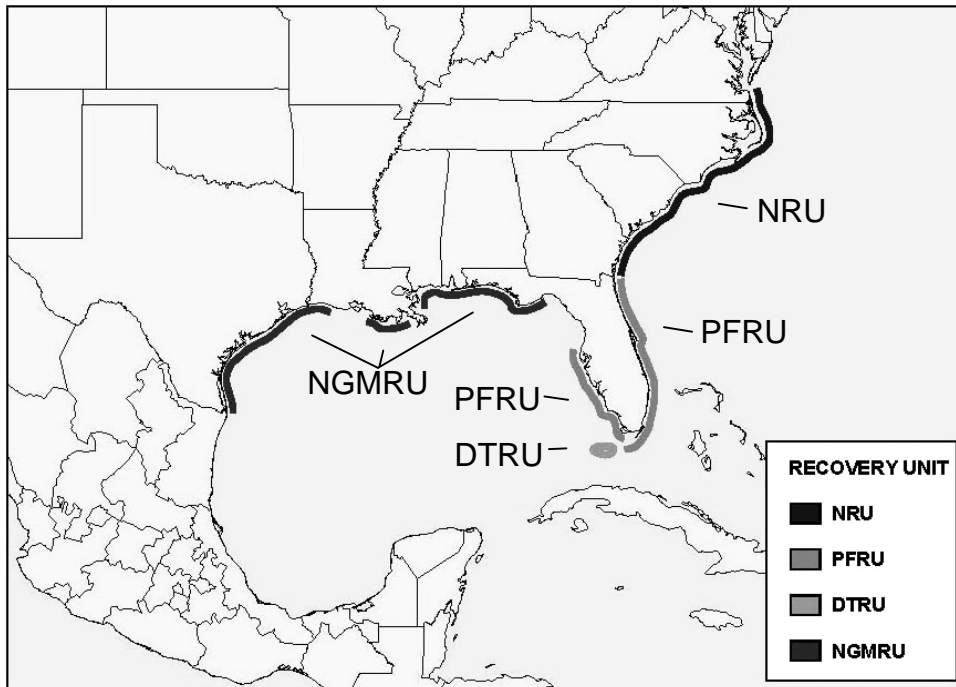 NRU
PFRU
NGMRU
PFRU
DTRU
RECOVERY UNIT
NRU
PFRU
DTRU
NGMRU